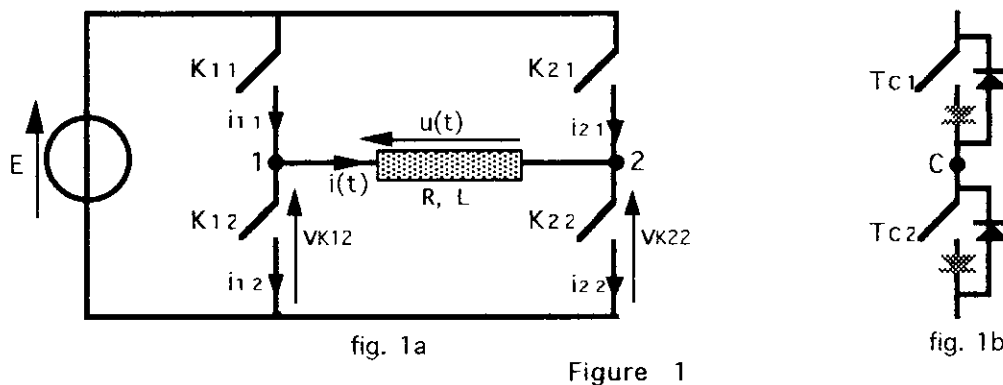 K11
K21
Tc1
i11
u(t)
i21
E
1
2
i(t)
C
R, L
K12
K22
Tc2
VK12
VK22
i12
i22
fig. 1a
fig. 1b
Figure 1